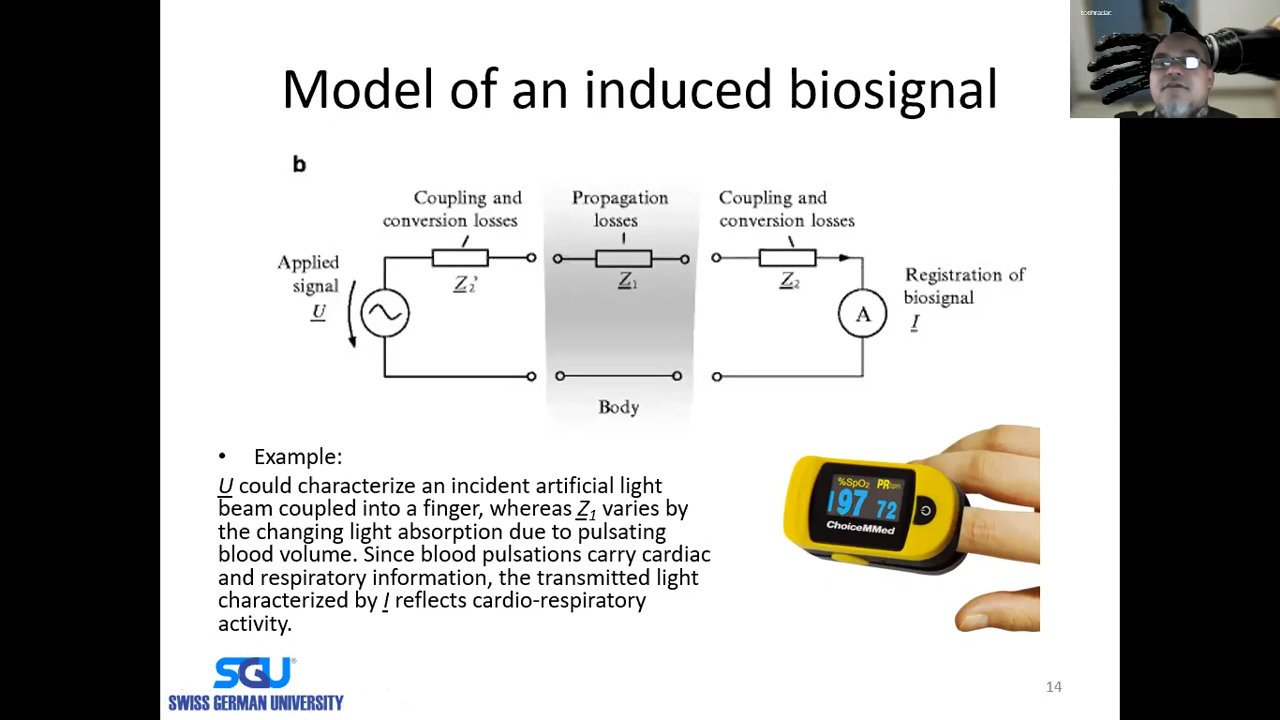 techradar
Model of an induced biosignal
b
Coupling and
conversion losses
Propagation
losses
Coupling and
conversion losses
Applied
signal
U
Z2'
Z1
Z2
A
Registration of
biosignal
I
Body
• Example:
U could characterize an incident artificial light
beam coupled into a finger, whereas Z1 varies by
the changing light absorption due to pulsating
blood volume. Since blood pulsations carry cardiac
and respiratory information, the transmitted light
characterized by I reflects cardio-respiratory
activity.
%SpO2 PRbpm
97 72
ChoiceMMed
SGU®
SWISS GERMAN UNIVERSITY
14